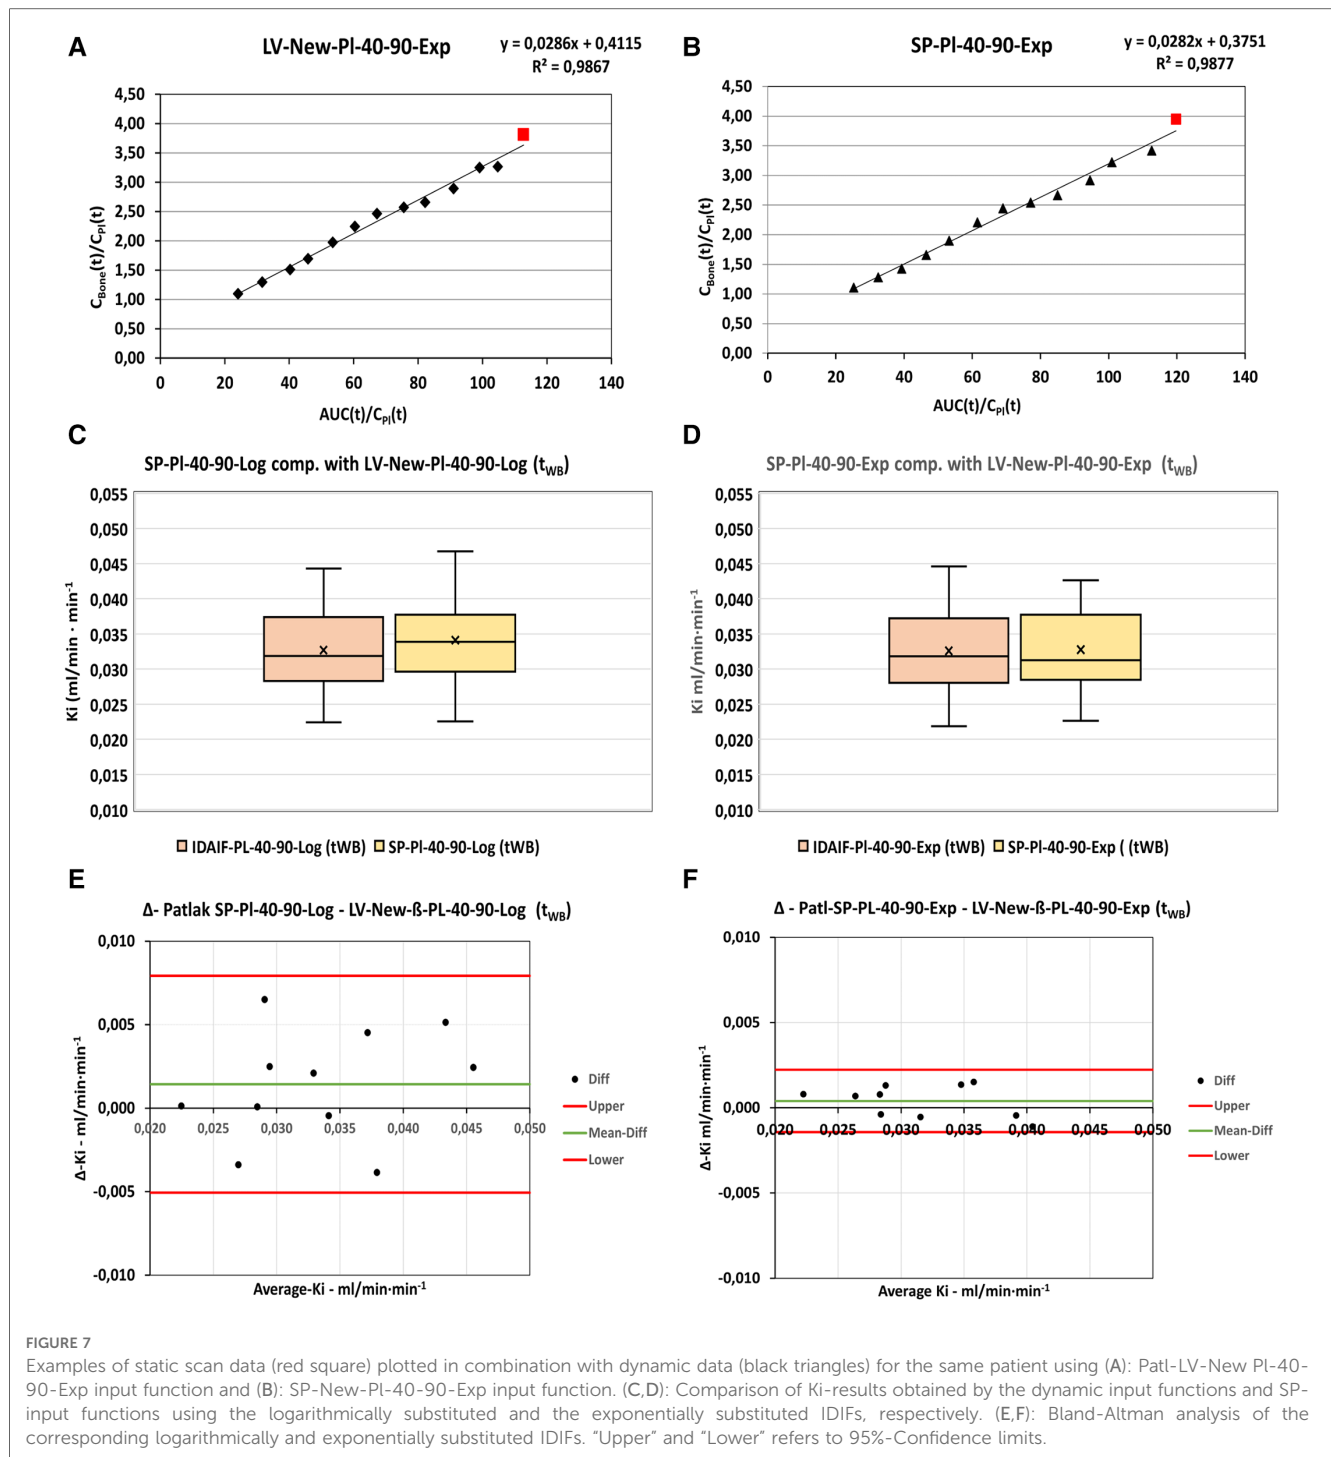 A
LV-New-Pl-40-90-Exp
y = 0,0286x + 0,4115
R² = 0,9867
4,50
4,00
3,50
3,00
2,50
2,00
1,50
1,00
0,50
0,00
C_Bone(t)/C_Pl(t)
0 20 40 60 80 100 120 140
AUC(t)/C_Pl(t)
B
SP-Pl-40-90-Exp
y = 0,0282x + 0,3751
R² = 0,9877
4,50
4,00
3,50
3,00
2,50
2,00
1,50
1,00
0,50
0,00
C_Bone(t)/C_Pl(t)
0 20 40 60 80 100 120 140
AUC(t)/C_Pl(t)
C
SP-Pl-40-90-Log comp. with LV-New-Pl-40-90-Log (t_WB)
0,055
0,050
0,045
0,040
0,035
0,030
0,025
0,020
0,015
0,010
Ki (ml/min · min⁻¹
IDAIF-PL-40-90-Log (tWB) SP-Pl-40-90-Log (tWB)
D
SP-Pl-40-90-Exp comp. with LV-New-Pl-40-90-Exp (t_WB)
0,055
0,050
0,045
0,040
0,035
0,030
0,025
0,020
0,015
0,010
Ki ml/min·min⁻¹
IDAIF-Pl-40-90-Exp (tWB) SP-Pl-40-90-Exp ( (tWB)
E
Δ- Patlak SP-Pl-40-90-Log - LV-New-ß-PL-40-90-Log (t_WB)
0,010
0,005
0,000
-0,005
-0,010
Δ-Ki - ml/min·min⁻¹
0,020 0,025 0,030 0,035 0,040 0,045 0,050
Average-Ki - ml/min·min⁻¹
Diff
Upper
Mean-Diff
Lower
F
Δ - Patl-SP-PL-40-90-Exp - LV-New-ß-PL-40-90-Exp (t_WB)
0,010
0,005
0,000
-0,005
-0,010
Δ-Ki ml/min·min⁻¹
0,020 0,025 0,030 0,035 0,040 0,045 0,050
Average Ki - ml/min·min⁻¹
Diff
Upper
Mean-Diff
Lower
FIGURE 7
Examples of static scan data (red square) plotted in combination with dynamic data (black triangles) for the same patient using (A): Patl-LV-New Pl-40-
90-Exp input function and (B): SP-New-Pl-40-90-Exp input function. (C,D): Comparison of Ki-results obtained by the dynamic input functions and SP-
input functions using the logarithmically substituted and the exponentially substituted IDIFs, respectively. (E,F): Bland-Altman analysis of the
corresponding logarithmically and exponentially substituted IDIFs. “Upper” and “Lower” refers to 95%-Confidence limits.